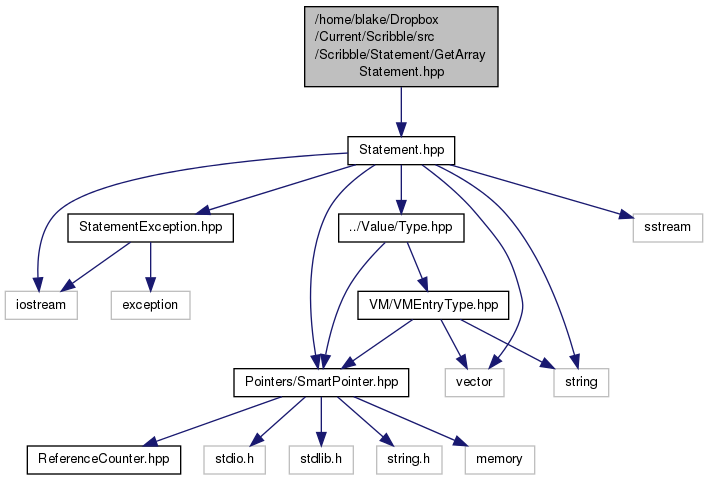 /home/blake/Dropbox
/Current/Scribble/src
/Scribble/Statement/GetArray
Statement.hpp
Statement.hpp
StatementException.hpp
../Value/Type.hpp
sstream
iostream
exception
VM/VMEntryType.hpp
Pointers/SmartPointer.hpp
vector
string
ReferenceCounter.hpp
stdio.h
stdlib.h
string.h
memory